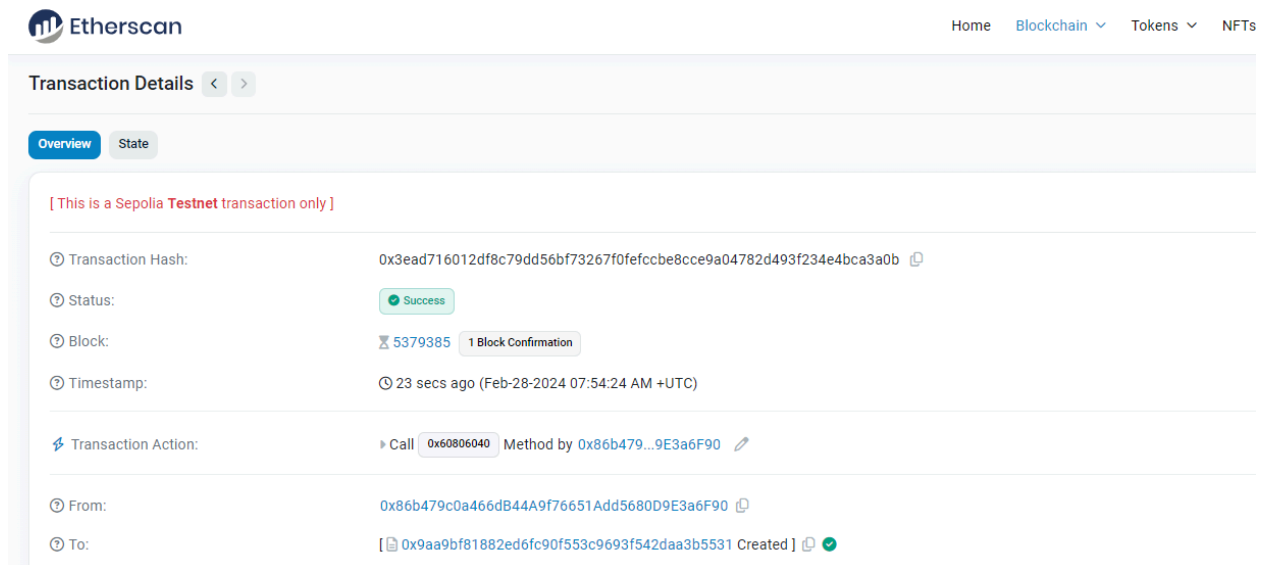 Etherscan
Home Blockchain Tokens NFTs
Transaction Details
Overview State
[ This is a Sepolia Testnet transaction only ]
Transaction Hash: 0x3ead716012df8c79dd56bf73267f0fefccbe8cce9a04782d493f234e4bca3a0b
Status: Success
Block: 5379385 1 Block Confirmation
Timestamp: 23 secs ago (Feb-28-2024 07:54:24 AM +UTC)
Transaction Action: Call 0x60806040 Method by 0x86b479...9E3a6F90
From: 0x86b479c0a466dB44A9f76651Add5680D9E3a6F90
To: [ 0x9aa9bf81882ed6fc90f553c9693f542daa3b5531 Created ]